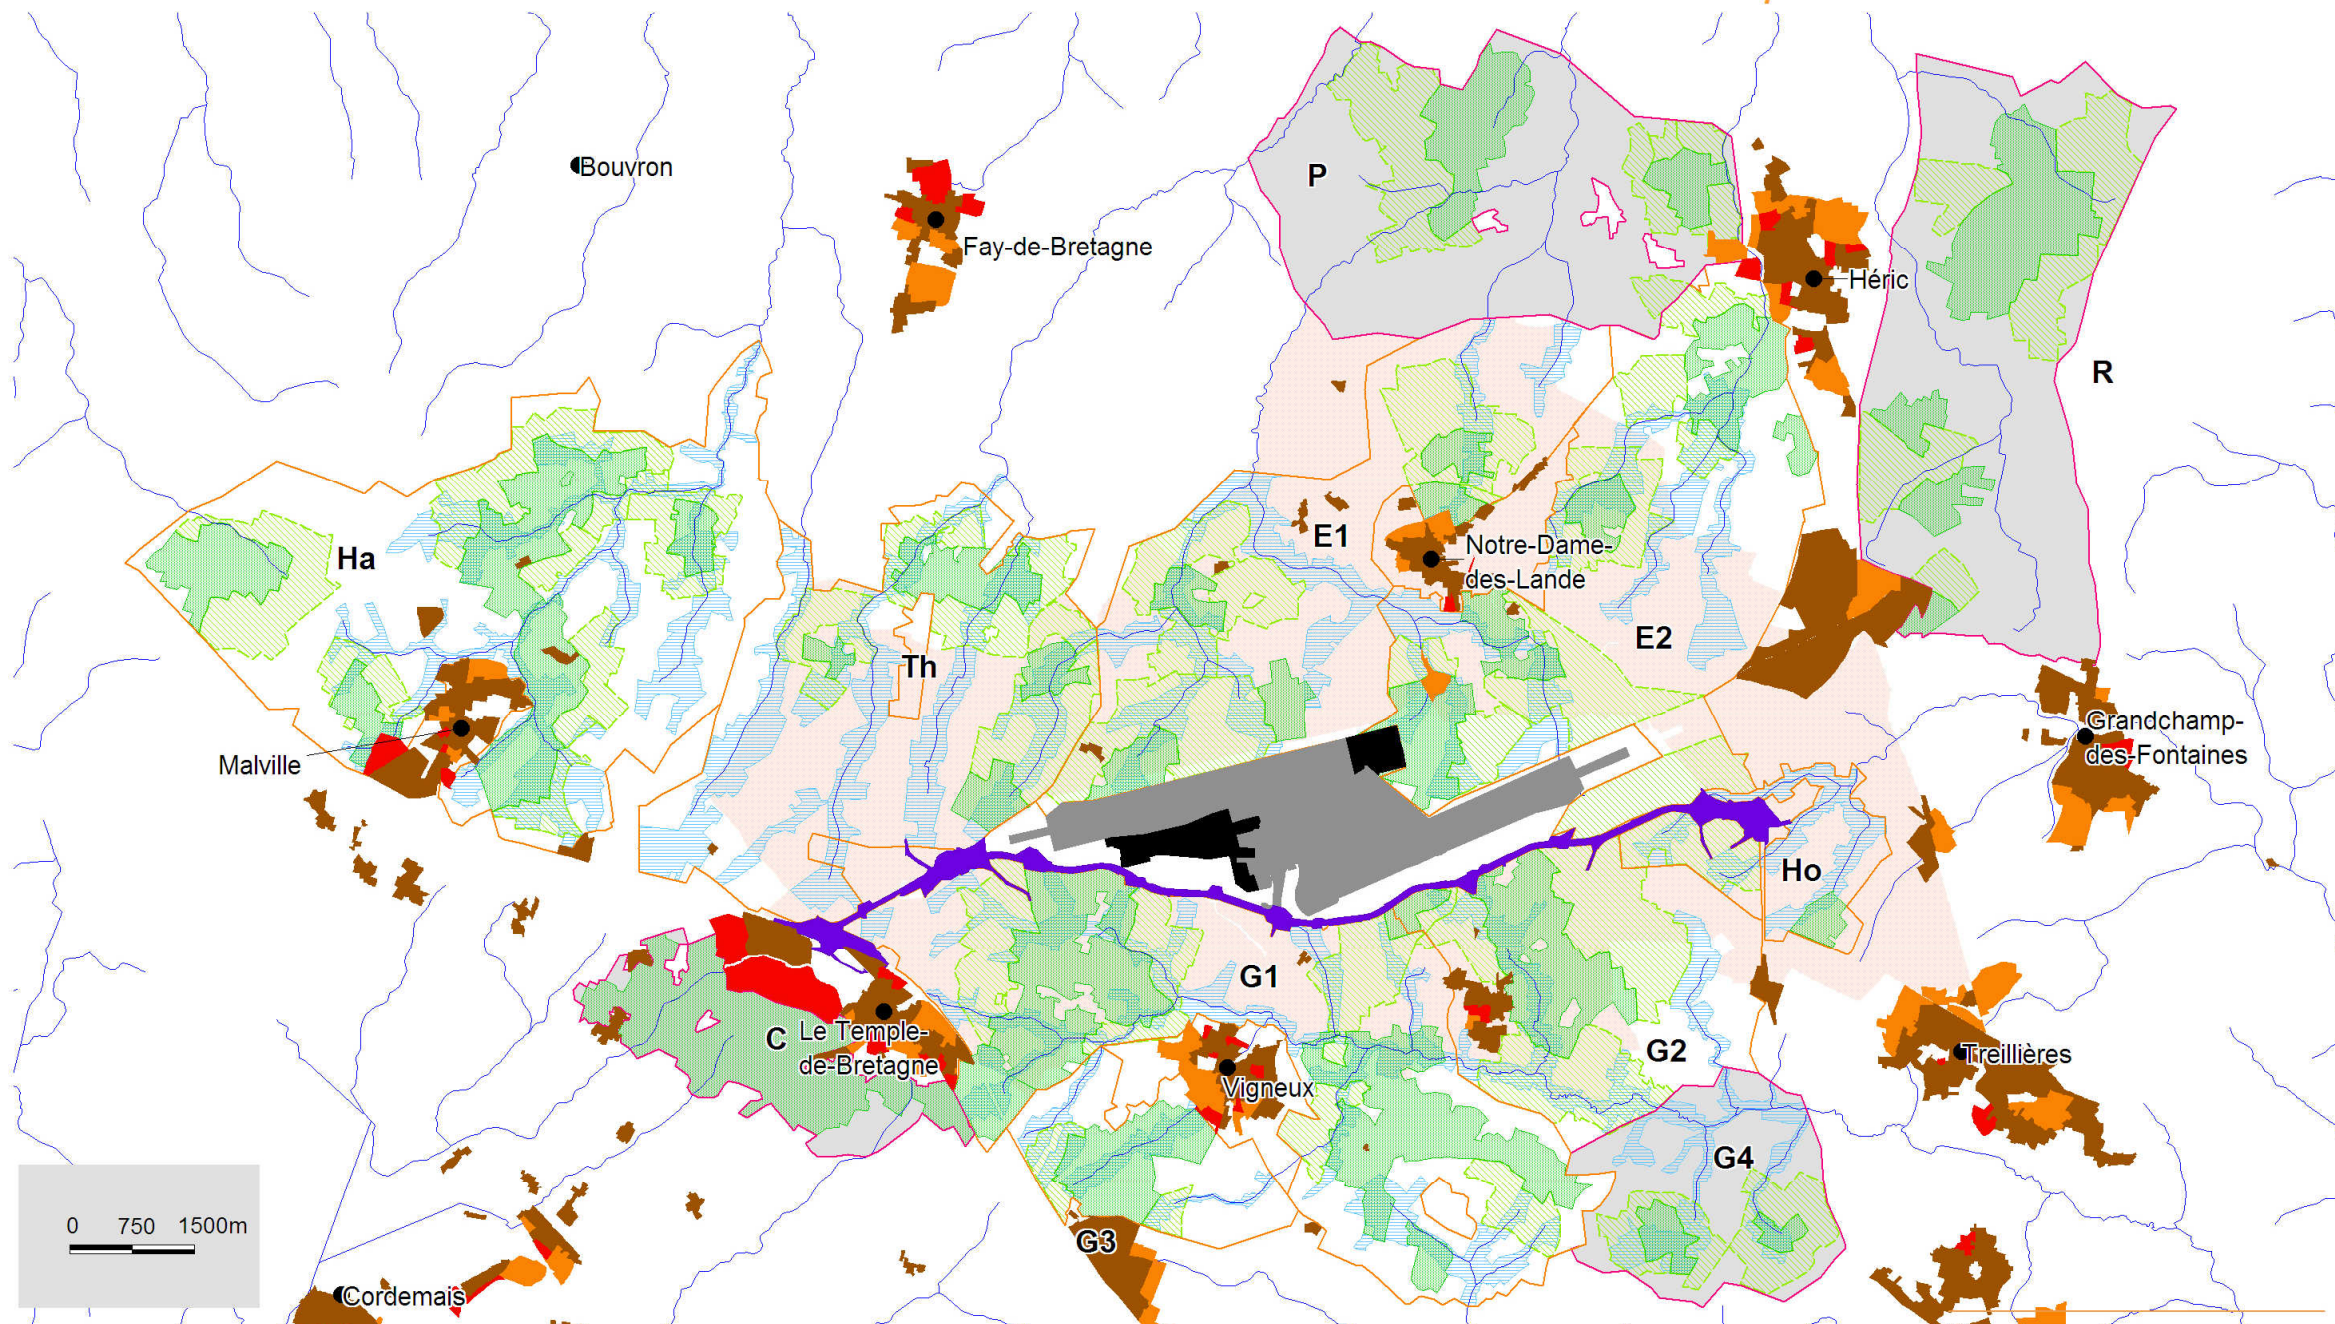 Bouvron
P
Fay-de-Bretagne
Héric
R
E1
Notre-Dame-
des-Lande
Ha
E2
Th
Grandchamp-
des-Fontaines
Malville
Ho
G1
C
Le Temple-
de-Bretagne
G2
Treillières
Vigneux
G4
0 750 1500m
G3
Cordemais